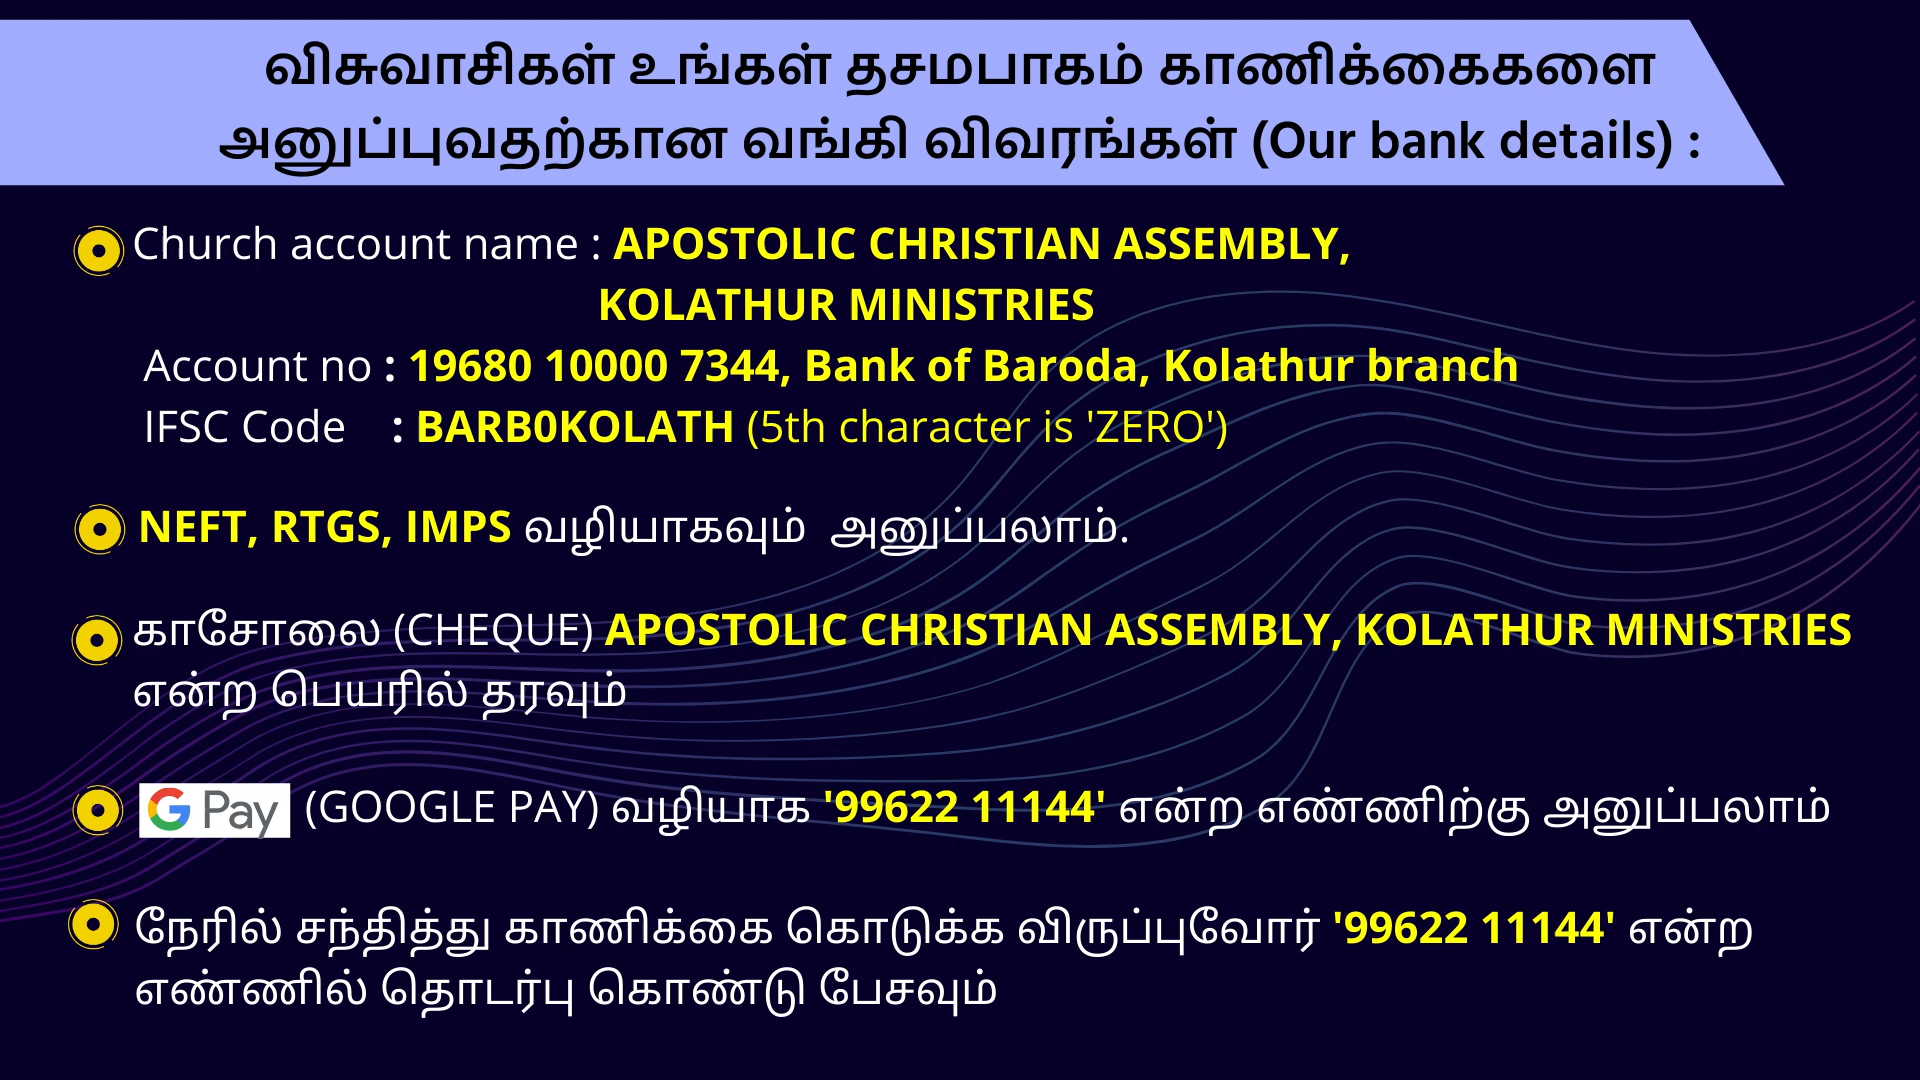 விசுவாசிகள் உங்கள் தசமபாகம் காணிக்கைகளை
அனுப்புவதற்கான வங்கி விவரங்கள் (Our bank details) :
Church account name : APOSTOLIC CHRISTIAN ASSEMBLY,
KOLATHUR MINISTRIES
Account no : 19680 10000 7344, Bank of Baroda, Kolathur branch
IFSC Code : BARB0KOLATH (5th character is 'ZERO')
NEFT, RTGS, IMPS வழியாகவும் அனுப்பலாம்.
காசோலை (CHEQUE) APOSTOLIC CHRISTIAN ASSEMBLY, KOLATHUR MINISTRIES
என்ற பெயரில் தரவும்
G Pay (GOOGLE PAY) வழியாக '99622 11144' என்ற எண்ணிற்கு அனுப்பலாம்
நேரில் சந்தித்து காணிக்கை கொடுக்க விருப்புவோர் '99622 11144' என்ற
எண்ணில் தொடர்பு கொண்டு பேசவும்